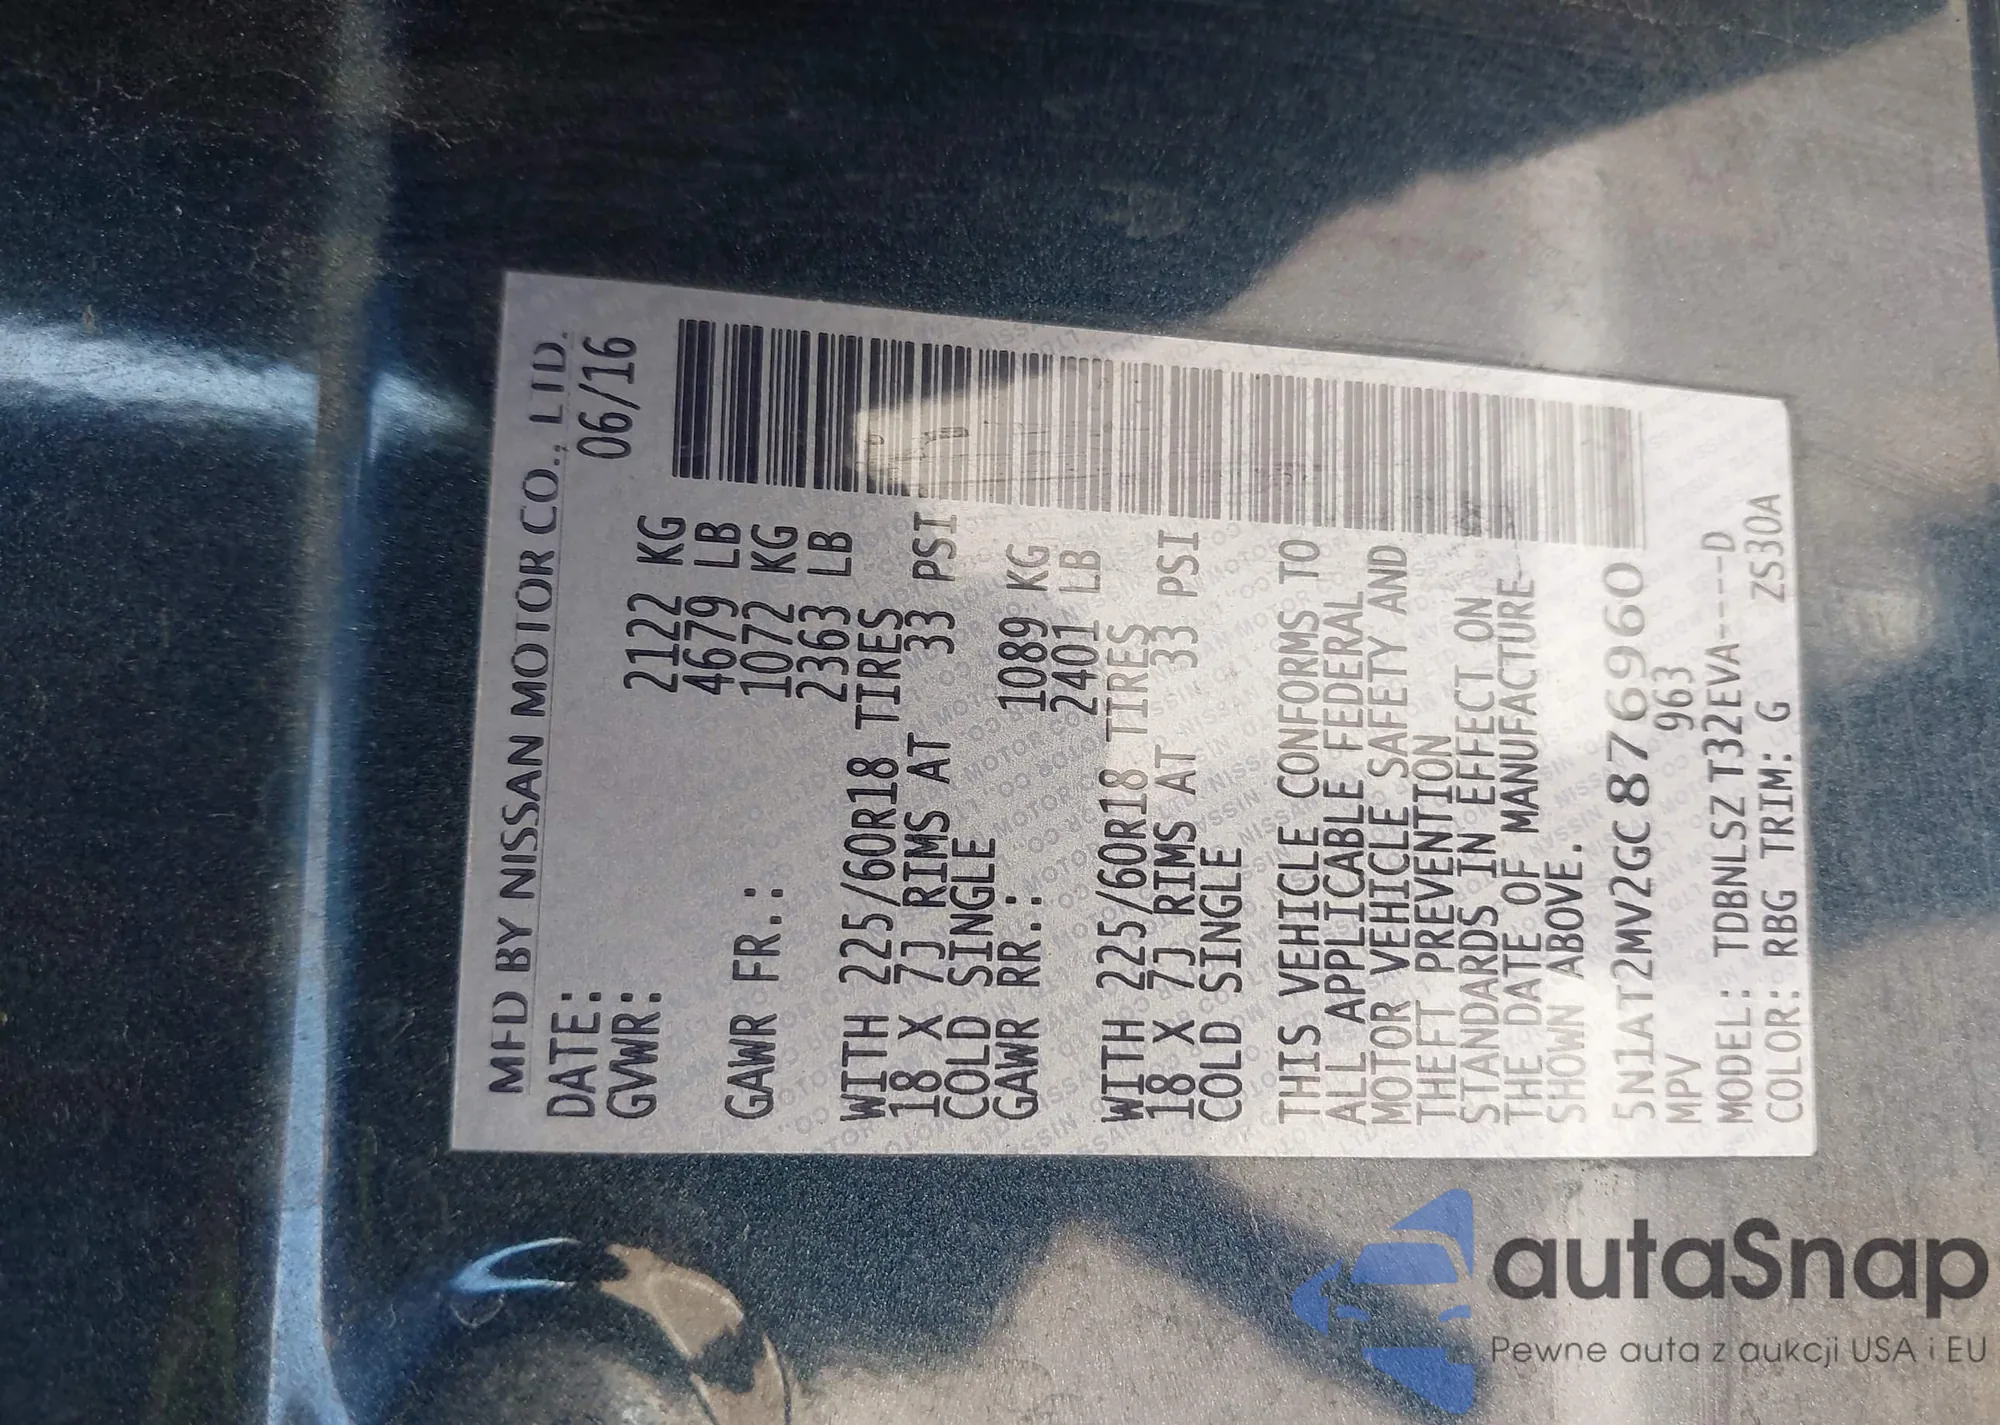 MFD BY NISSAN MOTOR CO., LTD.
DATE: 06/16
GVWR: 2122 KG
4679 LB
GAWR FR.: 1072 KG
2363 LB
WITH 225/60R18 TIRES
18 X 7J RIMS AT 33 PSI
COLD SINGLE
GAWR RR.: 1089 KG
2401 LB
WITH 225/60R18 TIRES
18 X 7J RIMS AT 33 PSI
COLD SINGLE
THIS VEHICLE CONFORMS TO
ALL APPLICABLE FEDERAL
MOTOR VEHICLE SAFETY AND
THEFT PREVENTION
STANDARDS IN EFFECT ON
THE DATE OF MANUFACTURE
SHOWN ABOVE.
5N1AT2MV2GC876960
MPV 963
MODEL: TDBNLSZ T32EVA----D
COLOR: RBG TRIM: G ZS30A
autaSnap
Pewne auta z aukcji USA i EU